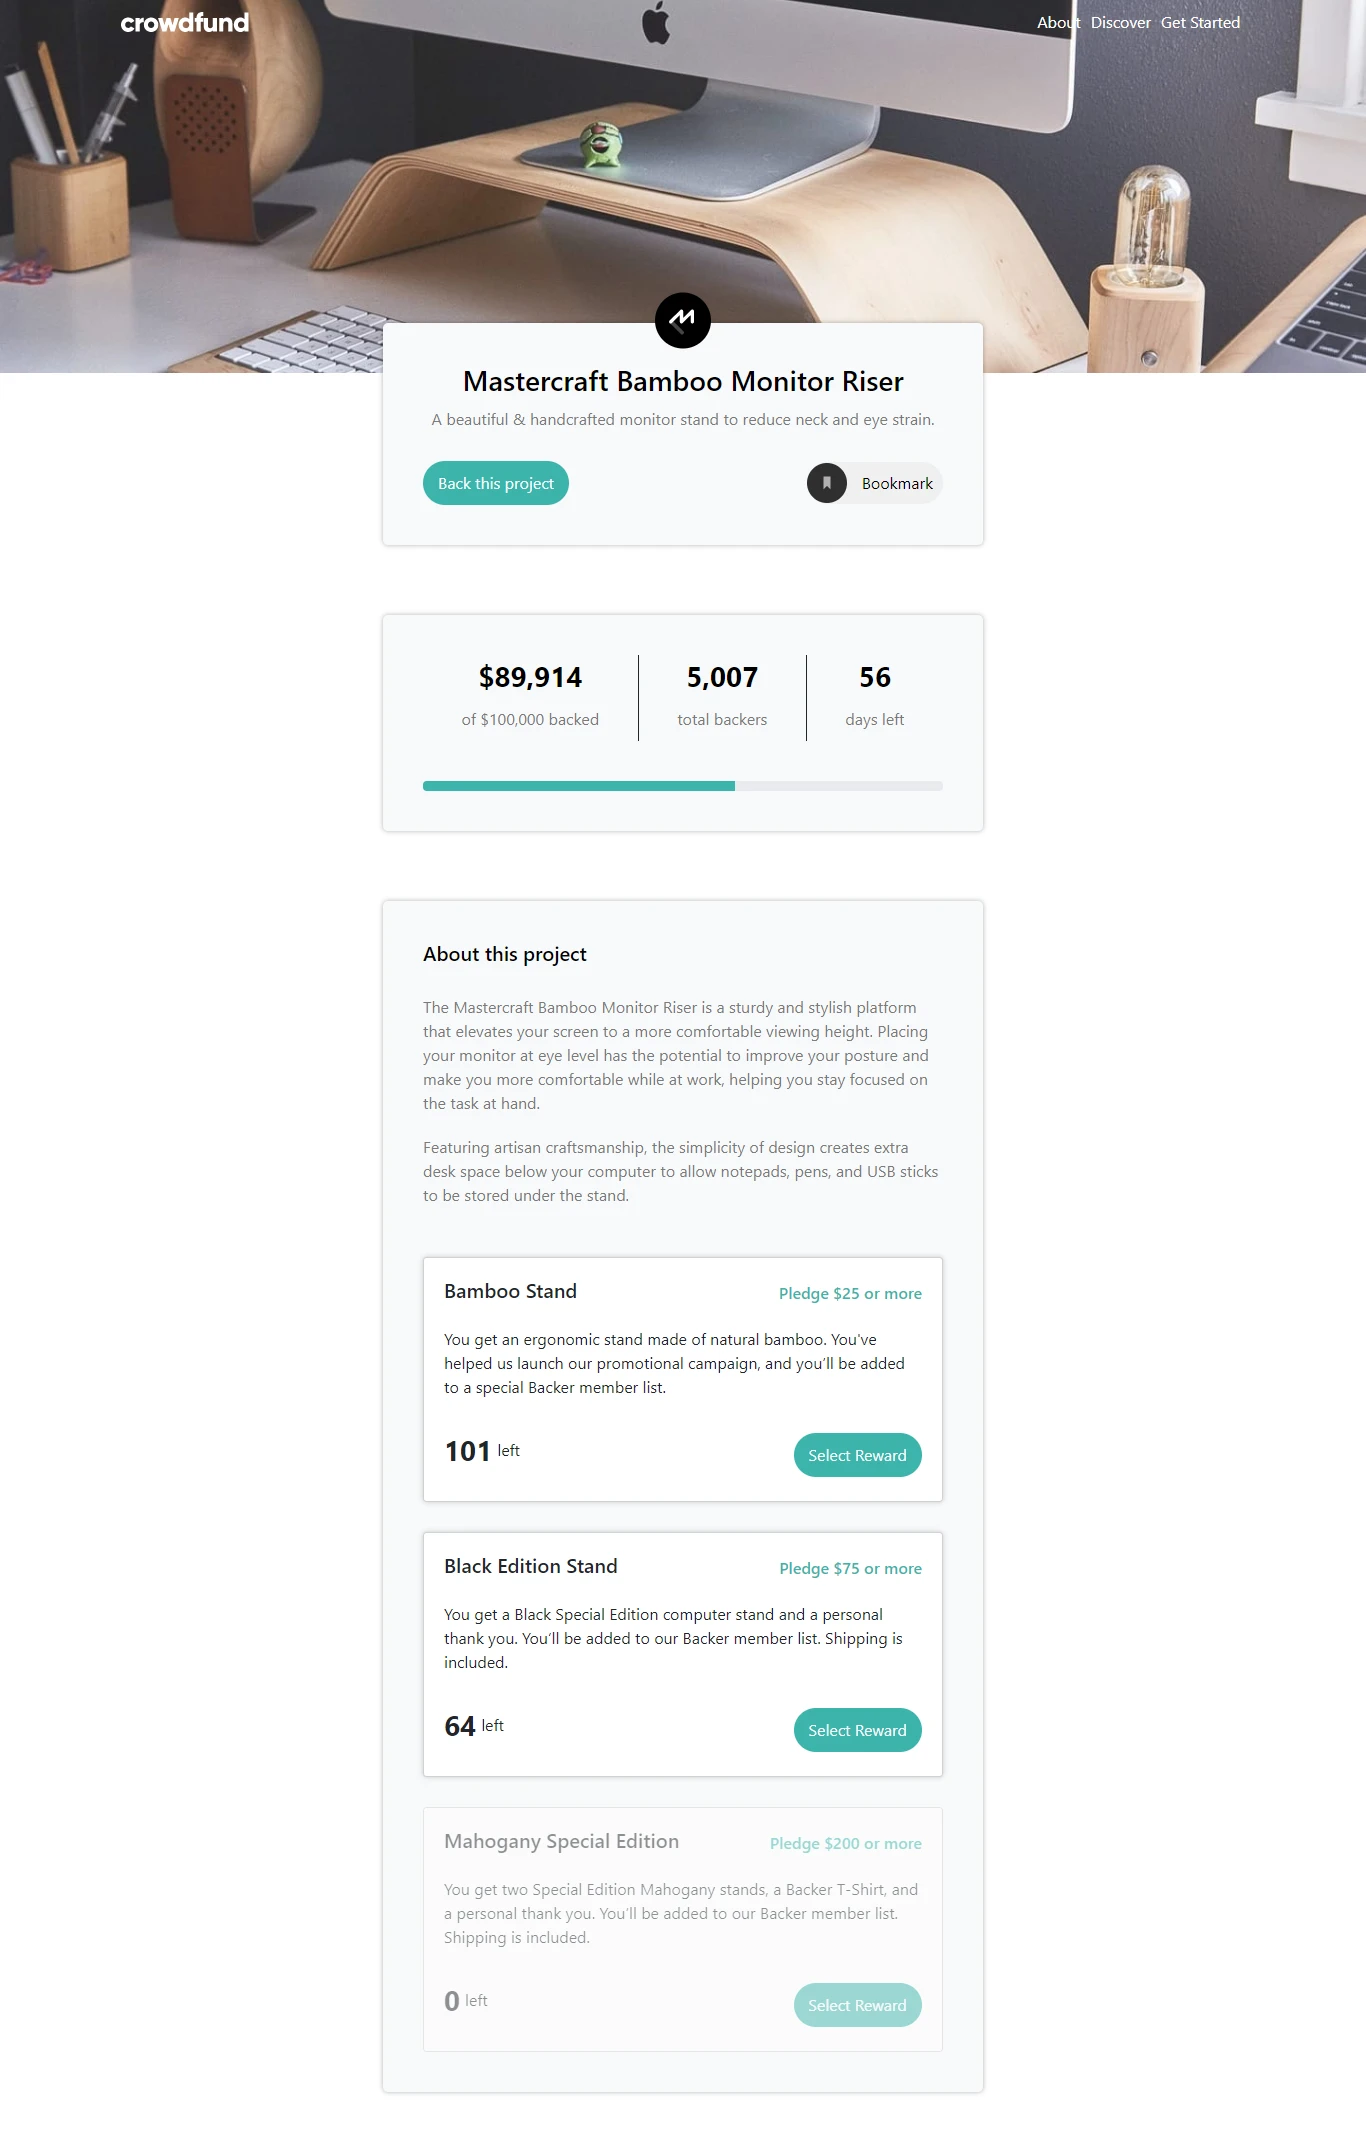 crowdfund
About Discover Get Started
Mastercraft Bamboo Monitor Riser
A beautiful & handcrafted monitor stand to reduce neck and eye strain.
Back this project
Bookmark
$89,914
of $100,000 backed
5,007
total backers
56
days left
About this project
The Mastercraft Bamboo Monitor Riser is a sturdy and stylish platform
that elevates your screen to a more comfortable viewing height. Placing
your monitor at eye level has the potential to improve your posture and
make you more comfortable while at work, helping you stay focused on
the task at hand.
Featuring artisan craftsmanship, the simplicity of design creates extra
desk space below your computer to allow notepads, pens, and USB sticks
to be stored under the stand.
Bamboo Stand
Pledge $25 or more
You get an ergonomic stand made of natural bamboo. You've
helped us launch our promotional campaign, and you'll be added
to a special Backer member list.
101 left
Select Reward
Black Edition Stand
Pledge $75 or more
You get a Black Special Edition computer stand and a personal
thank you. You'll be added to our Backer member list. Shipping is
included.
64 left
Select Reward
Mahogany Special Edition
Pledge $200 or more
You get two Special Edition Mahogany stands, a Backer T-Shirt, and
a personal thank you. You'll be added to our Backer member list.
Shipping is included.
0 left
Select Reward